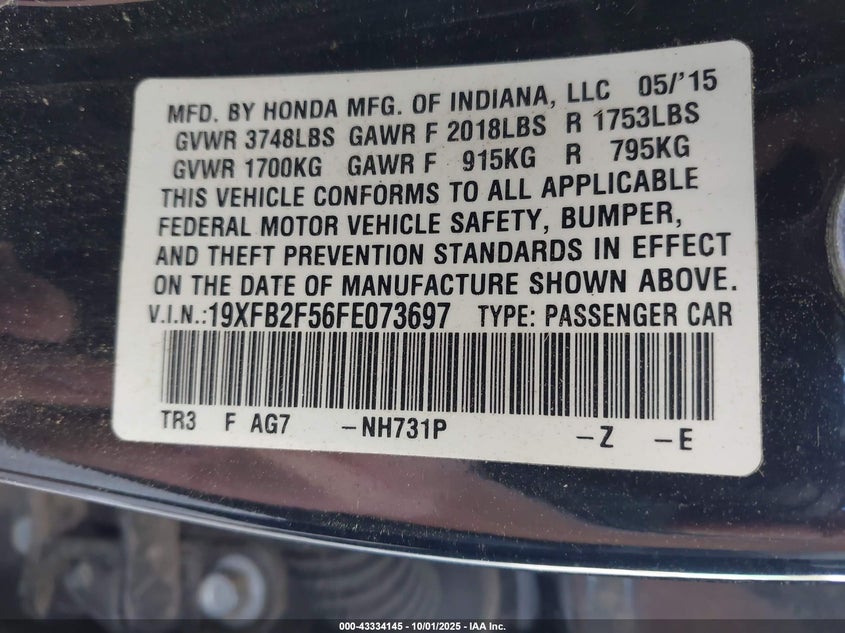 MFD. BY HONDA MFG. OF INDIANA, LLC 05/'15
GVWR 3748LBS GAWR F 2018LBS R 1753LBS
GVWR 1700KG GAWR F 915KG R 795KG
THIS VEHICLE CONFORMS TO ALL APPLICABLE
FEDERAL MOTOR VEHICLE SAFETY, BUMPER,
AND THEFT PREVENTION STANDARDS IN EFFECT
ON THE DATE OF MANUFACTURE SHOWN ABOVE.
V.I.N.:19XFB2F56FE073697 TYPE: PASSENGER CAR
TR3 F AG7 -NH731P -Z -E
000-43334145 - 10/01/2025 - IAA Inc.